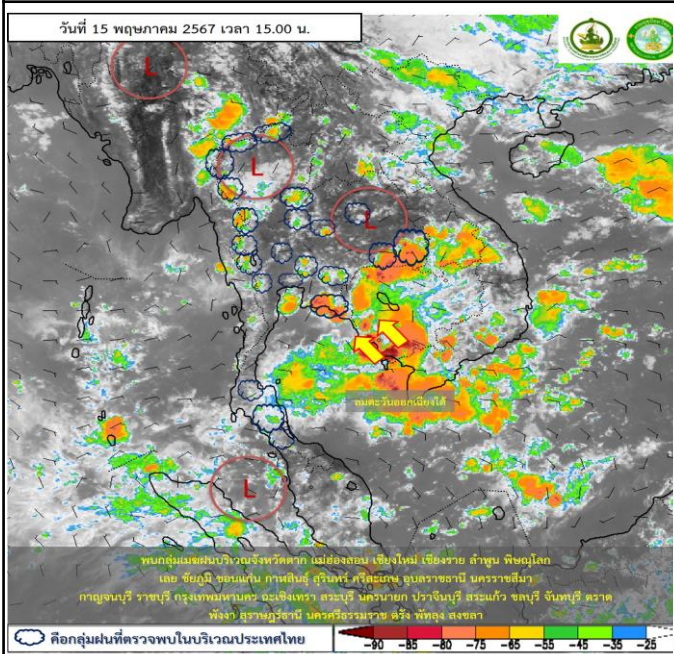 วันที่ 15 พฤษภาคม 2567 เวลา 15.00 น.
L
L
L
ลมตะวันออกเฉียงใต้
L
พบกลุ่มเมฆฝนบริเวณจังหวัดตาก แม่ฮ่องสอน เชียงใหม่ เชียงราย ลำพูน พิษณุโลก
เลย ชัยภูมิ ขอนแก่น กาฬสินธุ์ สุรินทร์ ศรีสะเกษ อุบลราชธานี นครราชสีมา
กาญจนบุรี ราชบุรี กรุงเทพมหานคร ฉะเชิงเทรา สระบุรี นครนายก ปราจีนบุรี สระแก้ว ชลบุรี จันทบุรี ตราด
พังงา สุราษฎร์ธานี นครศรีธรรมราช ตรัง พัทลุง สงขลา
คือกลุ่มฝนที่ตรวจพบในบริเวณประเทศไทย
-90 -80 -75 -70 -65 -60 -55 -45 -35 -25